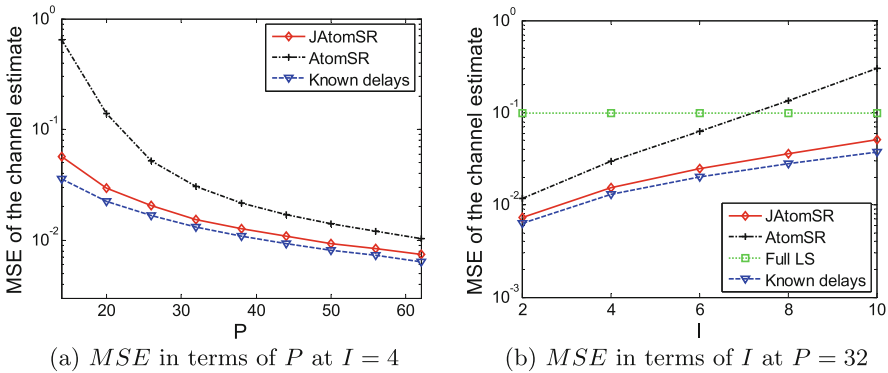 MSE of the channel estimate
10^0
10^-1
10^-2
20 30 40 50 60
P
JAtomSR
AtomSR
Known delays
(a) MSE in terms of P at I = 4
MSE of the channel estimate
10^0
10^-1
10^-2
10^-3
2 4 6 8 10
I
JAtomSR
AtomSR
Full LS
Known delays
(b) MSE in terms of I at P = 32